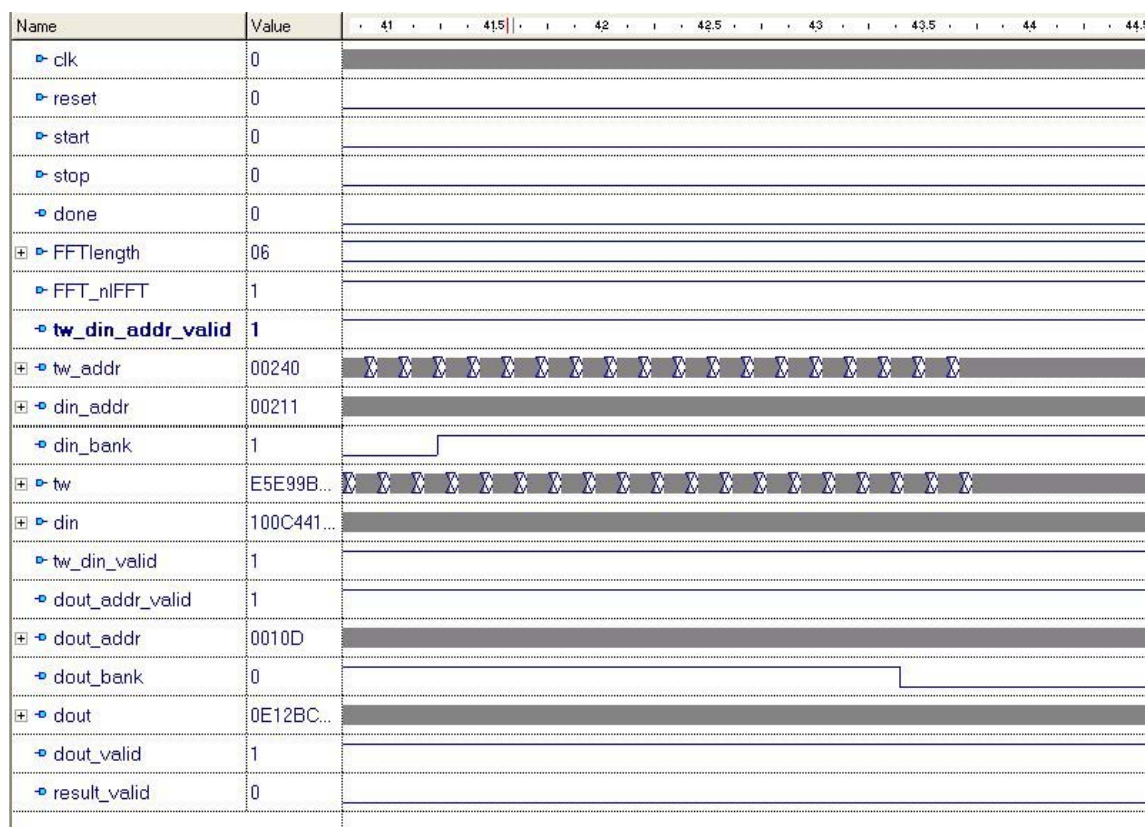 Name Value 41 41.5 42 42.5 43 43.5 44 44.5
clk 0
reset 0
start 0
stop 0
done 0
FFTlength 06
FFT_nIFFT 1
tw_din_addr_valid 1
tw_addr 00240
din_addr 00211
din_bank 1
tw E5E99B...
din 100C441...
tw_din_valid 1
dout_addr_valid 1
dout_addr 0010D
dout_bank 0
dout 0E12BC...
dout_valid 1
result_valid 0